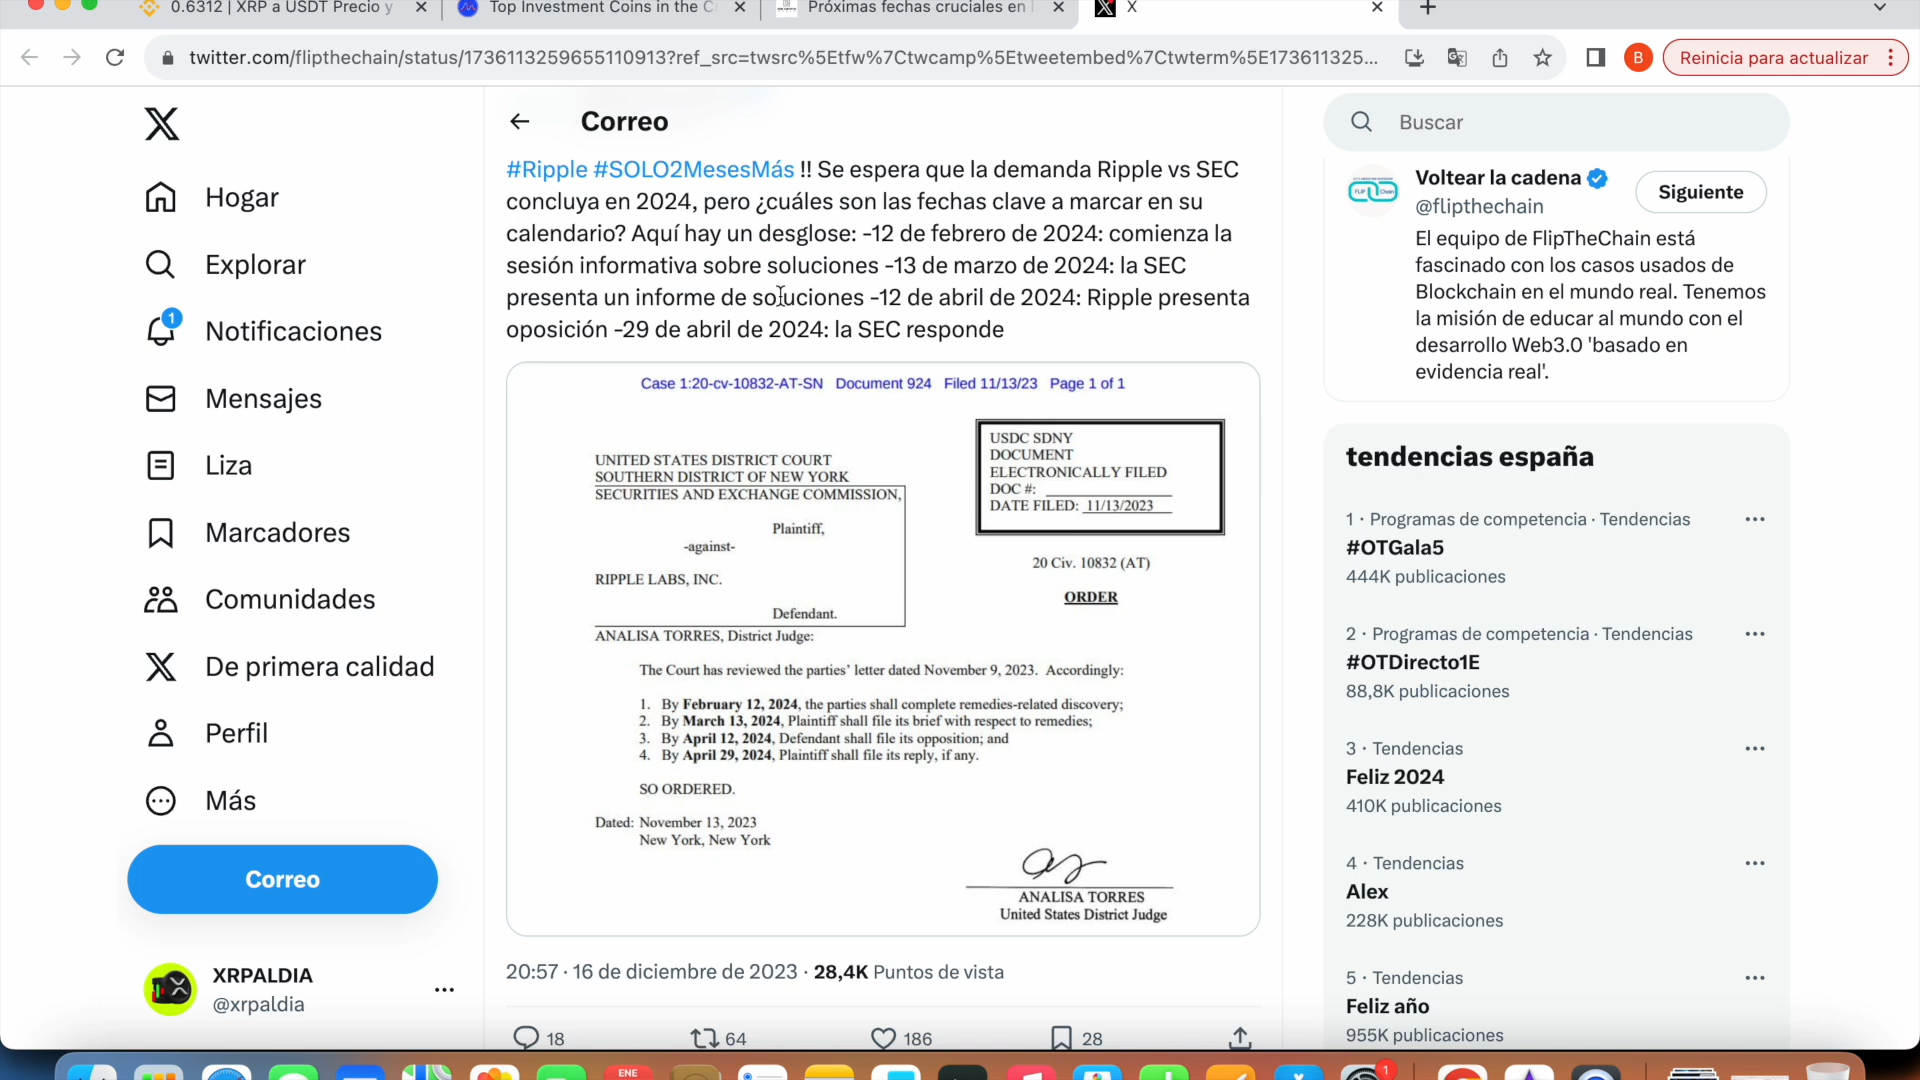 0.6312 | XRP a USDT Precio y
Top Investment Coins in the C
Próximas fechas cruciales en
X
twitter.com/flipthechain/status/1736113259655110913?ref_src=twsrc%5Etfw%7Ctwcamp%5Etweetembed%7Ctwterm%5E173611325...
B
Reinicia para actualizar
Hogar
Explorar
1
Notificaciones
Mensajes
Liza
Marcadores
Comunidades
De primera calidad
Perfil
Más
Correo
XRPALDIA
@xrpaldia
Correo
#Ripple #SOLO2MesesMás !! Se espera que la demanda Ripple vs SEC
concluya en 2024, pero ¿cuáles son las fechas clave a marcar en su
calendario? Aquí hay un desglose: -12 de febrero de 2024: comienza la
sesión informativa sobre soluciones -13 de marzo de 2024: la SEC
presenta un informe de soluciones -12 de abril de 2024: Ripple presenta
oposición -29 de abril de 2024: la SEC responde
Case 1:20-cv-10832-AT-SN Document 924 Filed 11/13/23 Page 1 of 1
USDC SDNY
DOCUMENT
ELECTRONICALLY FILED
DOC #:
DATE FILED: 11/13/2023
UNITED STATES DISTRICT COURT
SOUTHERN DISTRICT OF NEW YORK
SECURITIES AND EXCHANGE COMMISSION,
Plaintiff,
-against-
RIPPLE LABS, INC.
Defendant.
20 Civ. 10832 (AT)
ORDER
ANALISA TORRES, District Judge:
The Court has reviewed the parties' letter dated November 9, 2023. Accordingly:
1. By February 12, 2024, the parties shall complete remedies-related discovery;
2. By March 13, 2024, Plaintiff shall file its brief with respect to remedies;
3. By April 12, 2024, Defendant shall file its opposition; and
4. By April 29, 2024, Plaintiff shall file its reply, if any.
SO ORDERED.
Dated: November 13, 2023
New York, New York
ANALISA TORRES
United States District Judge
20:57 · 16 de diciembre de 2023 · 28,4K Puntos de vista
18 64 186 28
Buscar
Voltear la cadena
@flipthechain
Siguiente
El equipo de FlipTheChain está
fascinado con los casos usados de
Blockchain en el mundo real. Tenemos
la misión de educar al mundo con el
desarrollo Web3.0 'basado en
evidencia real'.
tendencias españa
1 · Programas de competencia · Tendencias
#OTGala5
444K publicaciones
2 · Programas de competencia · Tendencias
#OTDirecto1E
88,8K publicaciones
3 · Tendencias
Feliz 2024
410K publicaciones
4 · Tendencias
Alex
228K publicaciones
5 · Tendencias
Feliz año
955K publicaciones
ENE
1